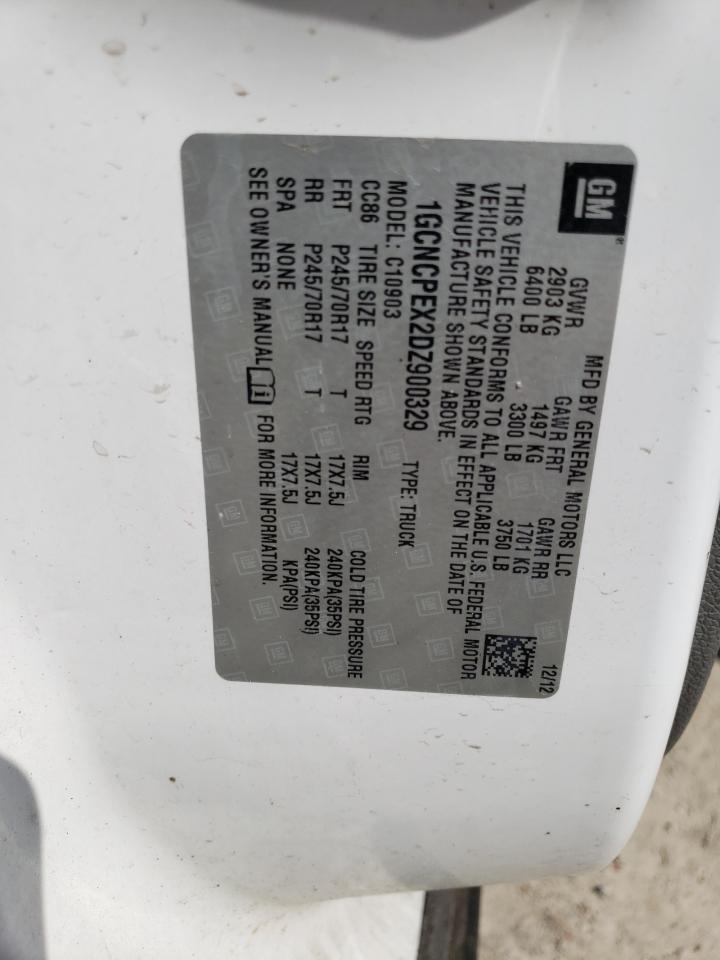 GM®
MFD BY GENERAL MOTORS LLC 12/12
GVWR GAWR FRT GAWR RR
2903 KG 1497 KG 1701 KG
6400 LB 3300 LB 3750 LB
THIS VEHICLE CONFORMS TO ALL APPLICABLE U.S. FEDERAL MOTOR
VEHICLE SAFETY STANDARDS IN EFFECT ON THE DATE OF
MANUFACTURE SHOWN ABOVE.
1GCNCPEX2DZ900329 TYPE: TRUCK
MODEL: C10903
CC86 TIRE SIZE SPEED RTG RIM COLD TIRE PRESSURE
FRT P245/70R17 T 17X7.5J 240KPA(35PSI)
RR P245/70R17 T 17X7.5J 240KPA(35PSI)
SPA NONE 17X7.5J KPA(PSI)
SEE OWNER'S MANUAL FOR MORE INFORMATION.